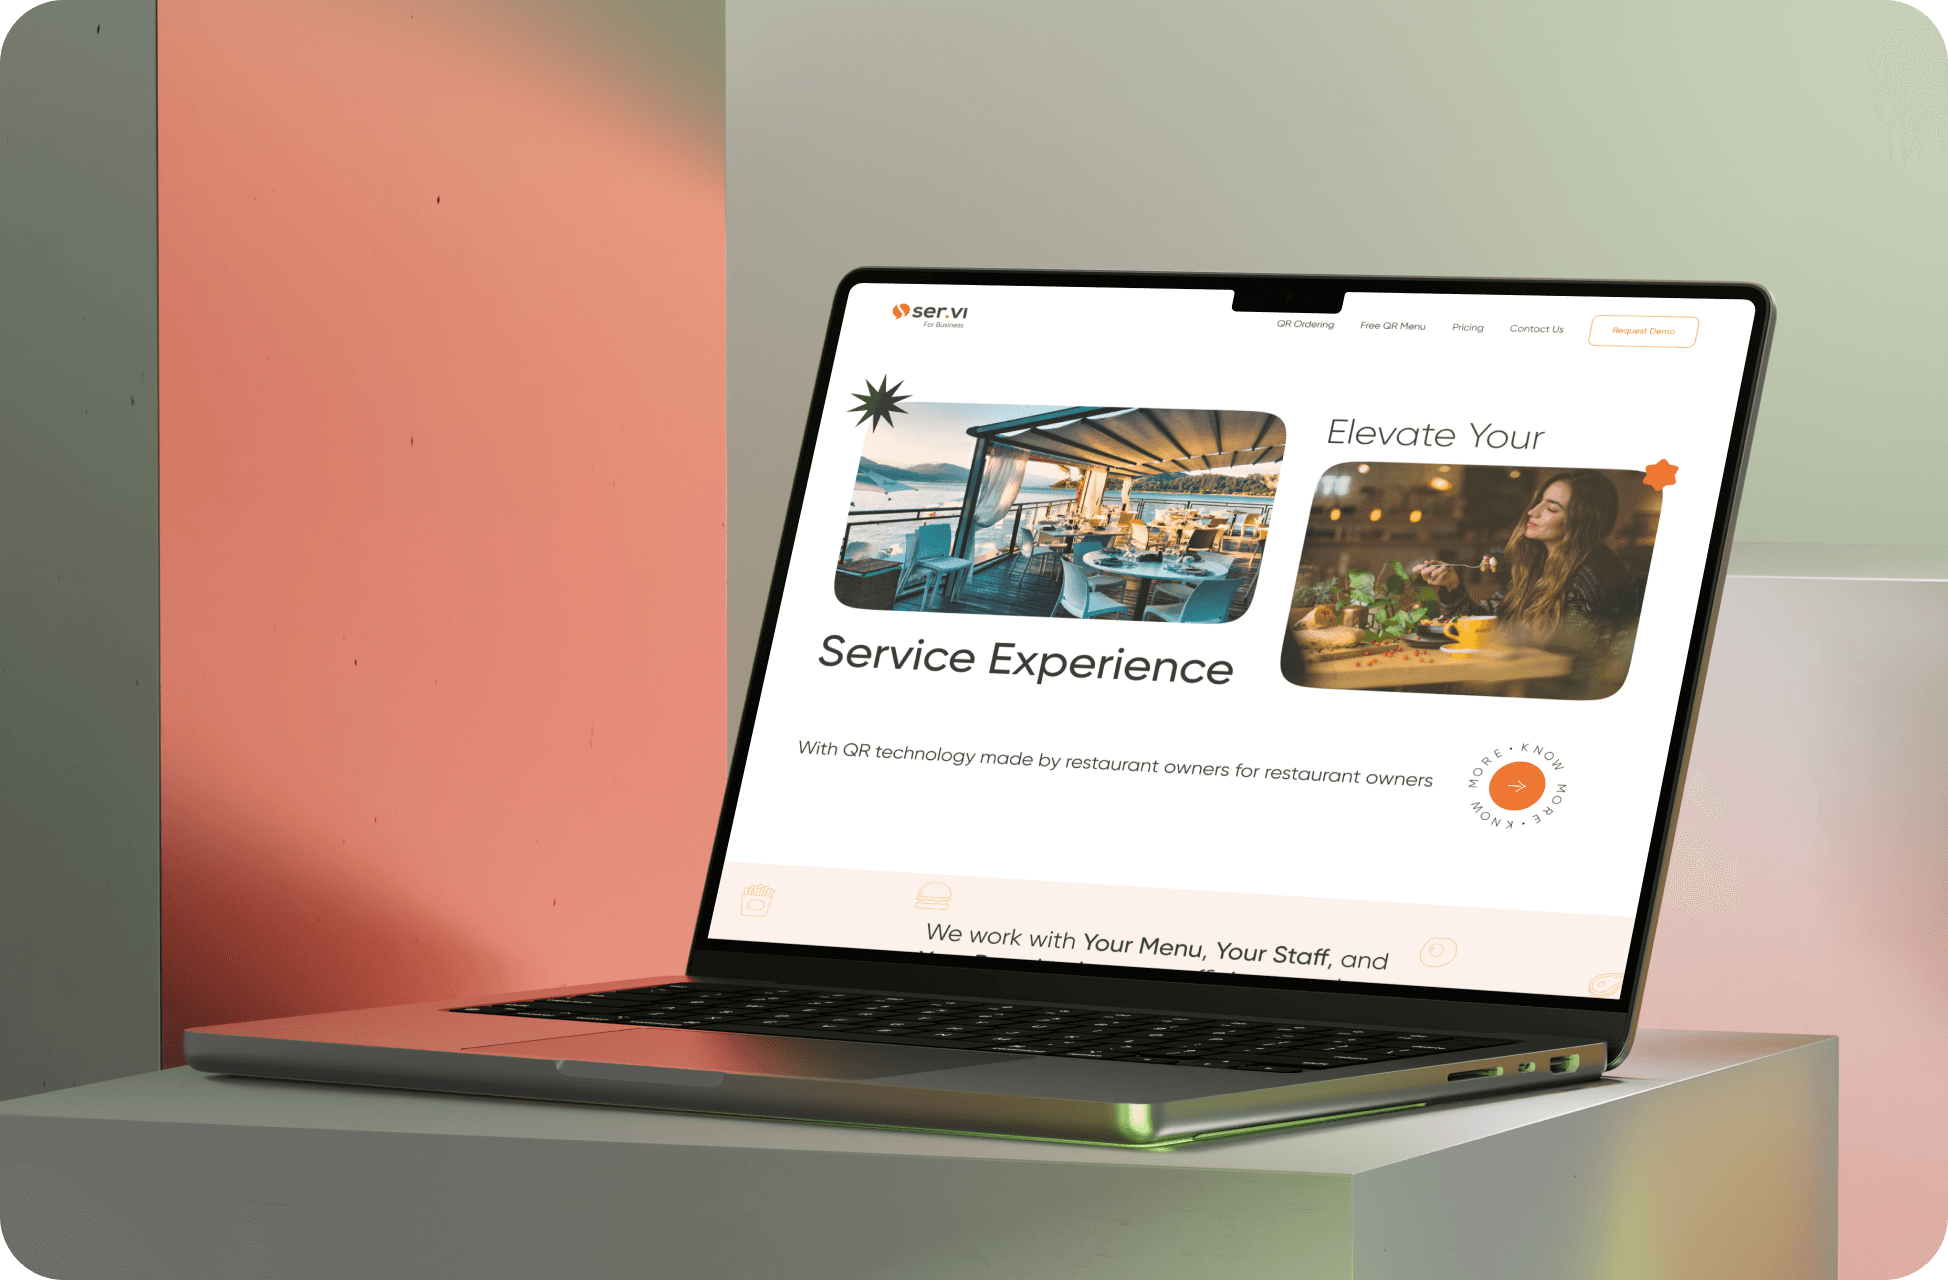 ser.vi
For Business
QR Ordering
Free QR Menu
Pricing
Contact Us
Request Demo
Elevate Your
Service Experience
With QR technology made by restaurant owners for restaurant owners
KNOW MORE • KNOW MORE •
We work with Your Menu, Your Staff, and